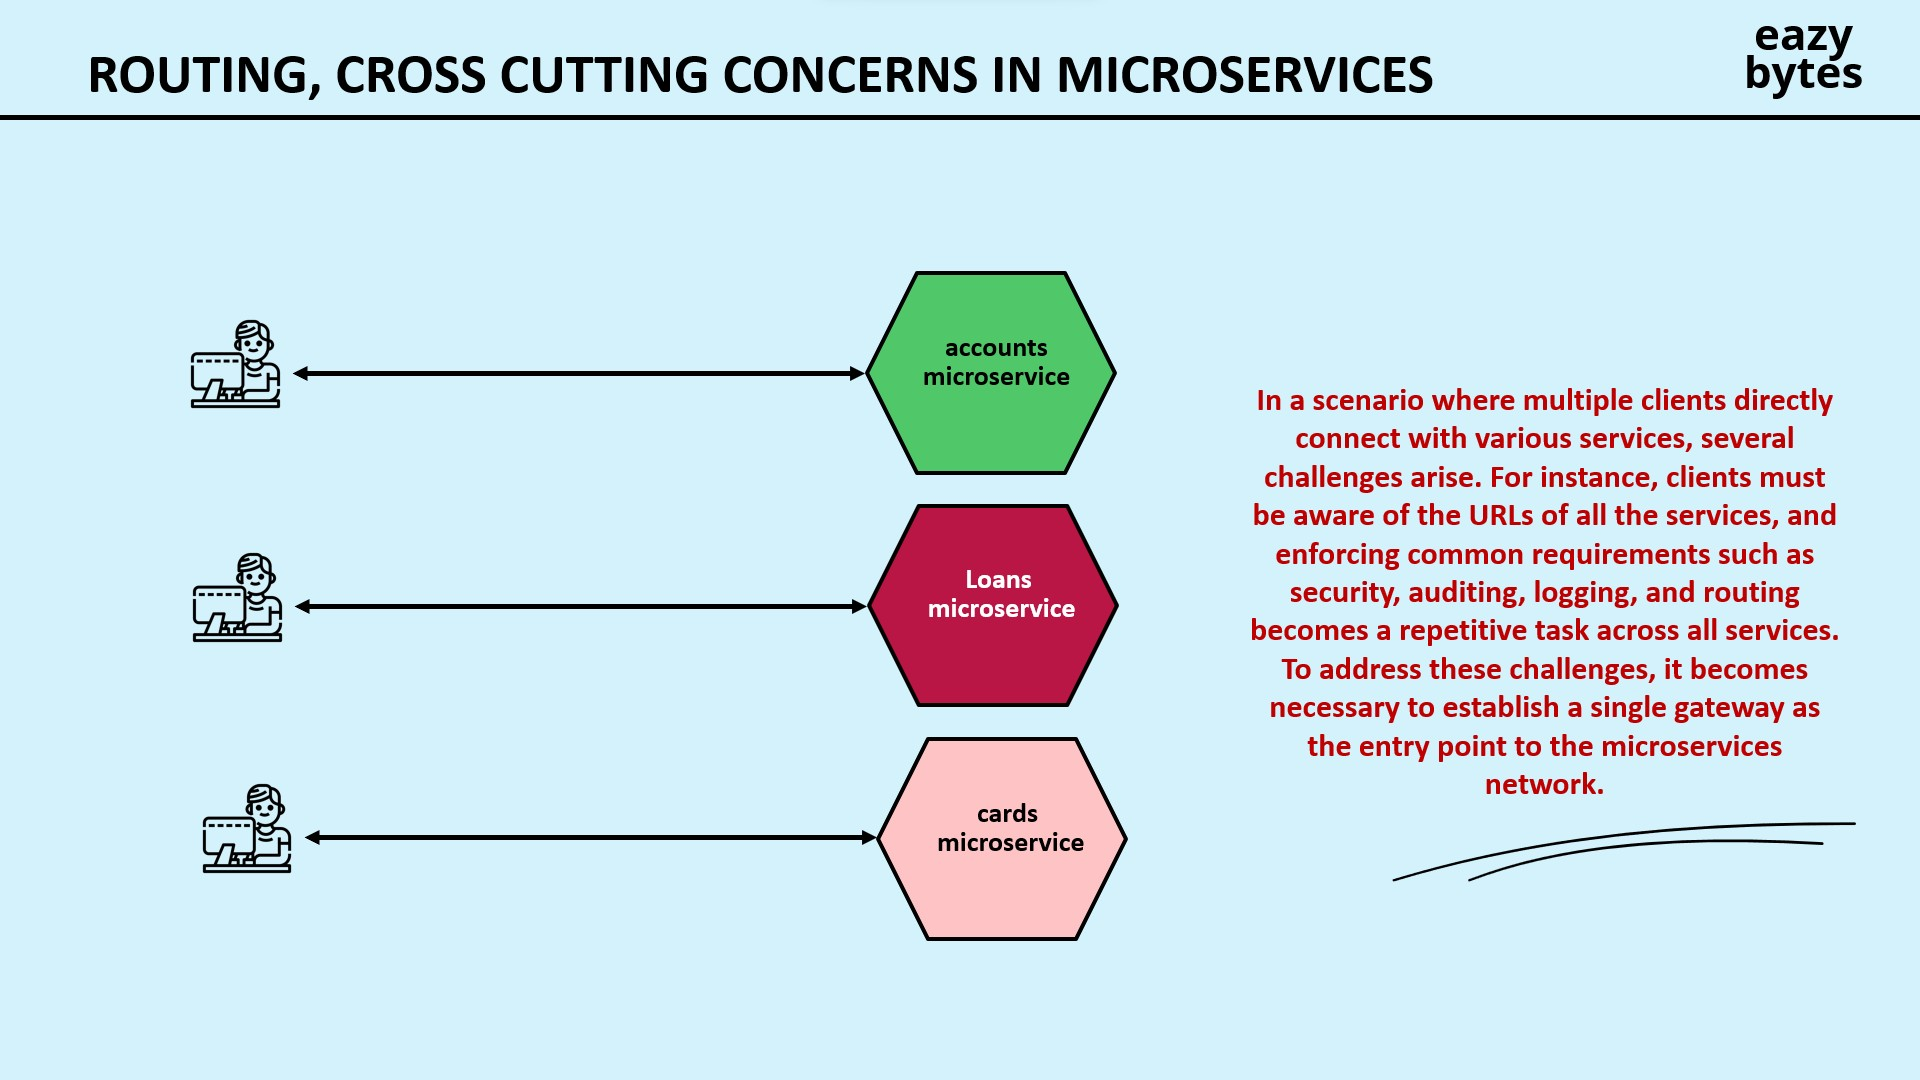 ROUTING, CROSS CUTTING CONCERNS IN MICROSERVICES
eazy
bytes
accounts
microservice
Loans
microservice
cards
microservice
In a scenario where multiple clients directly
connect with various services, several
challenges arise. For instance, clients must
be aware of the URLs of all the services, and
enforcing common requirements such as
security, auditing, logging, and routing
becomes a repetitive task across all services.
To address these challenges, it becomes
necessary to establish a single gateway as
the entry point to the microservices
network.